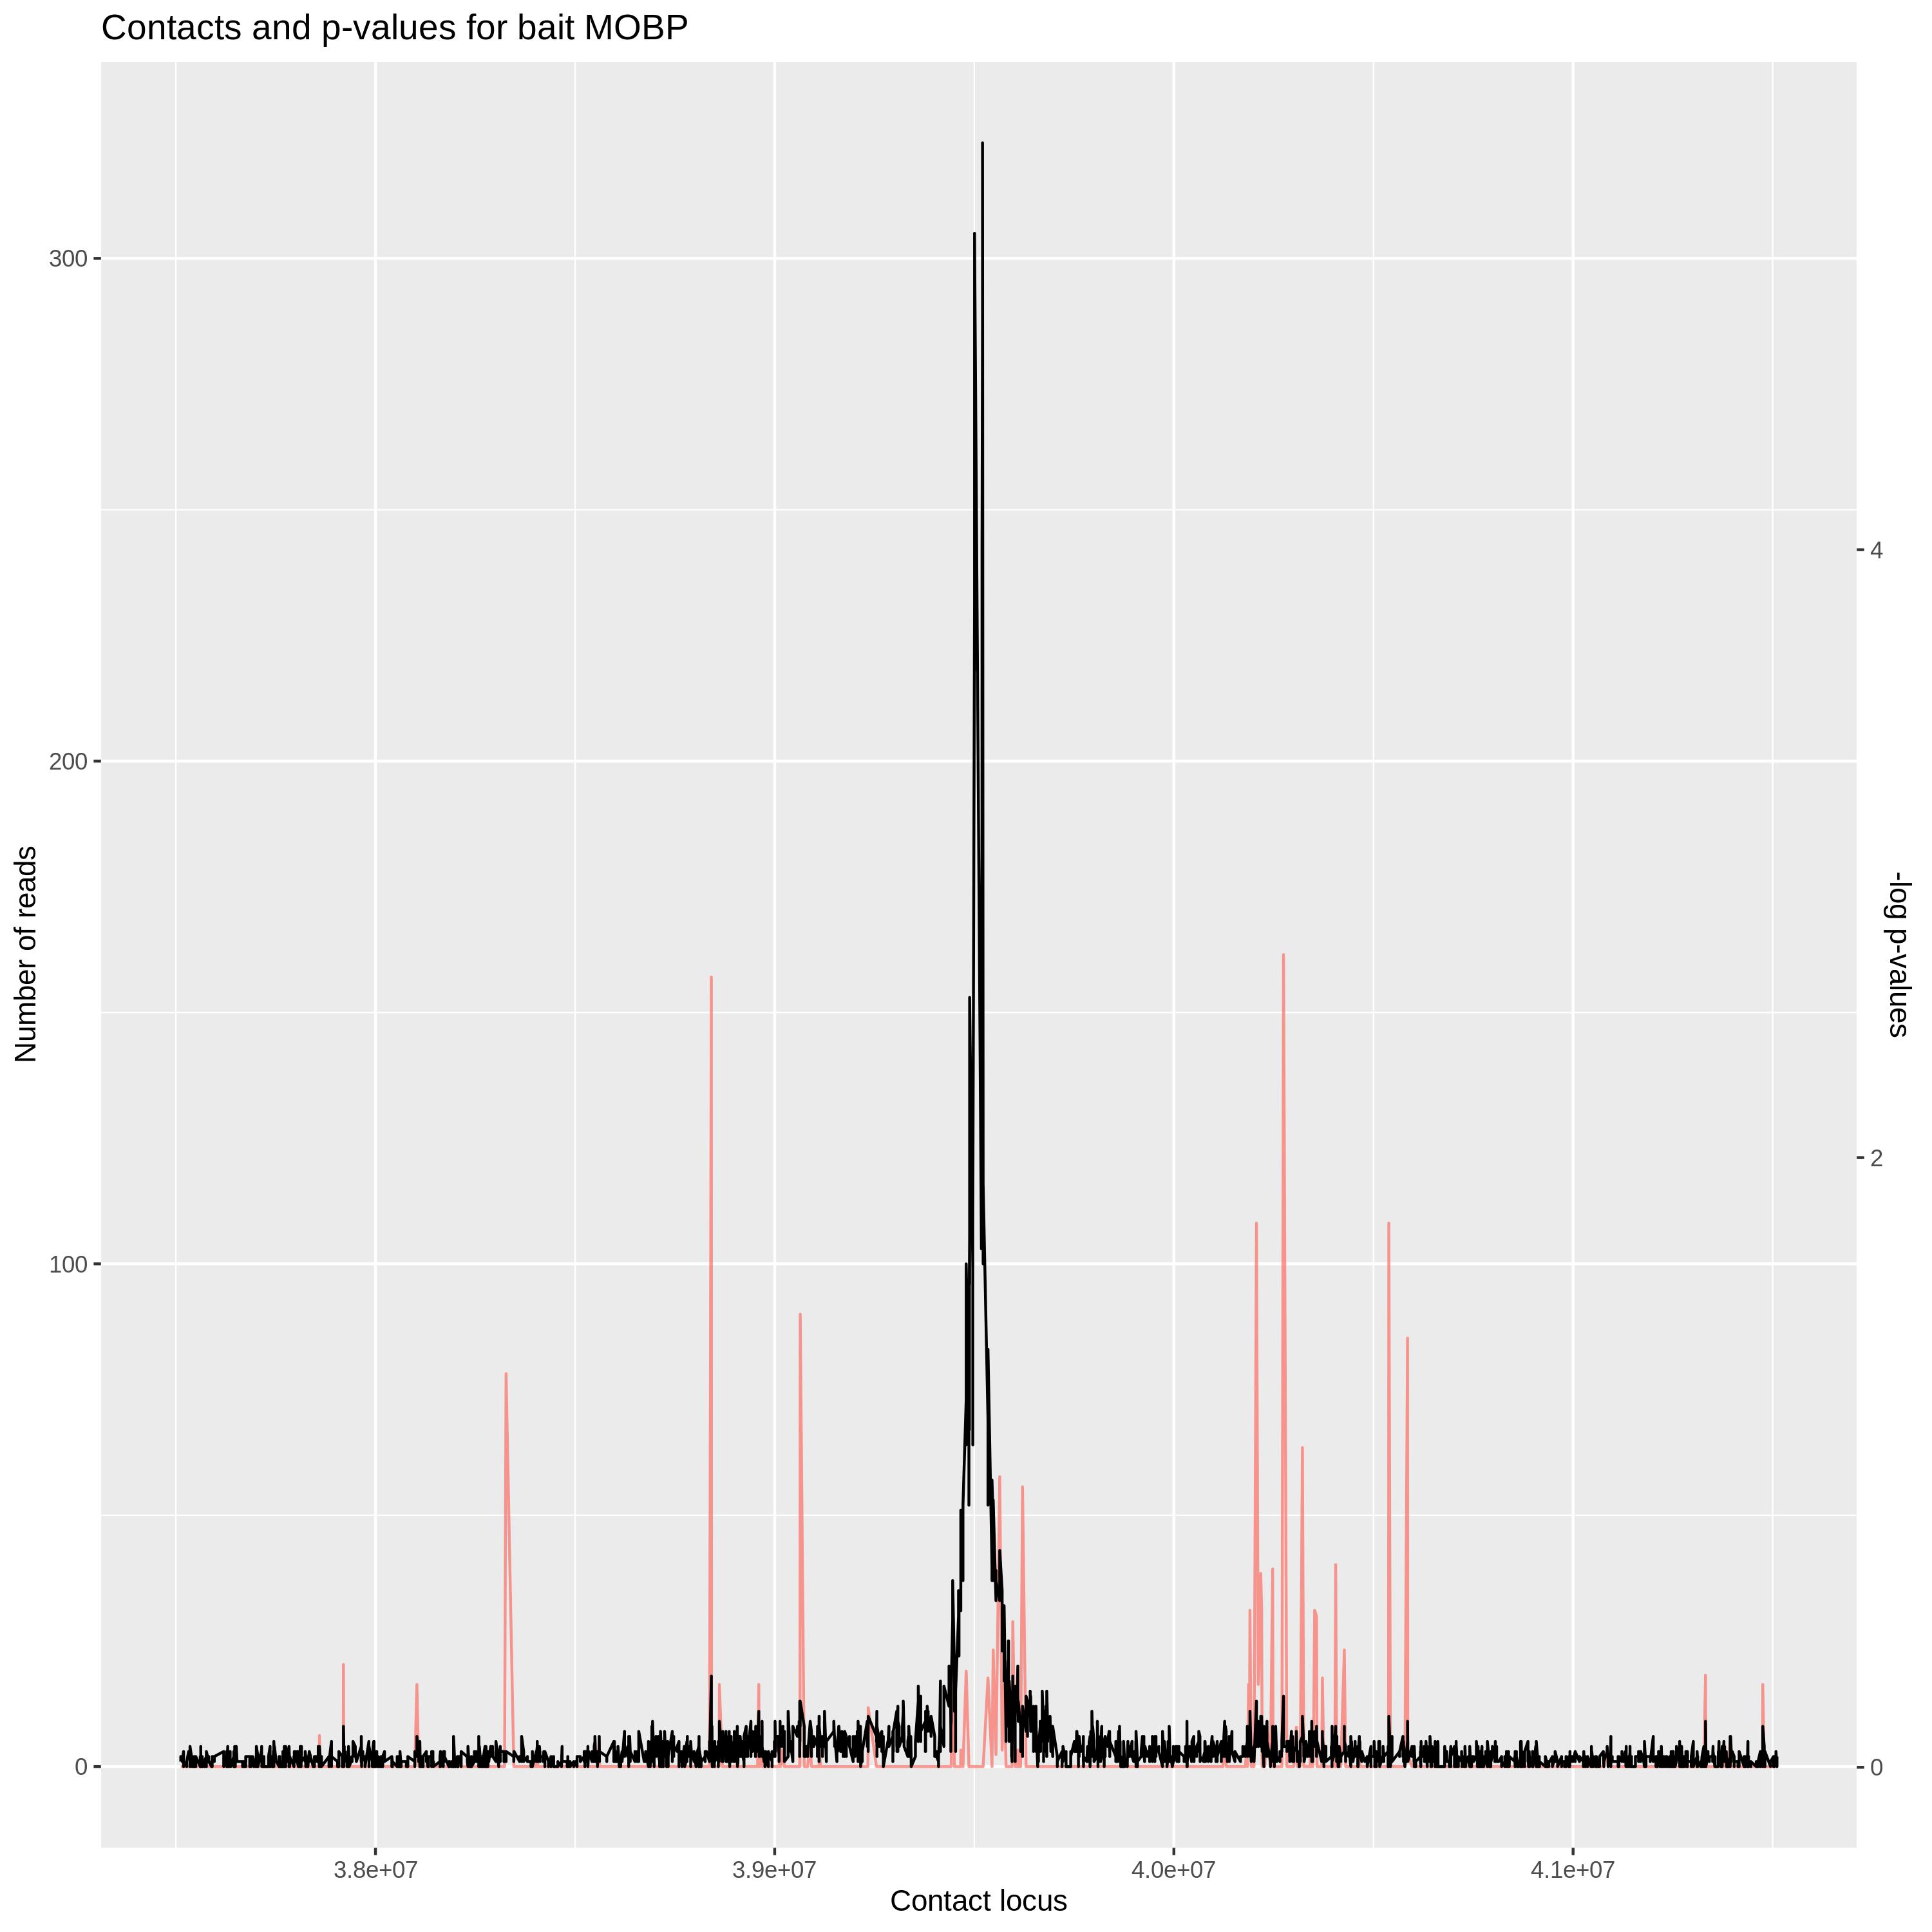 Contacts and p-values for bait MOBP
300
200
100
0
Number of reads
4
2
0
-log p-values
3.8e+07
3.9e+07
4.0e+07
4.1e+07
Contact locus